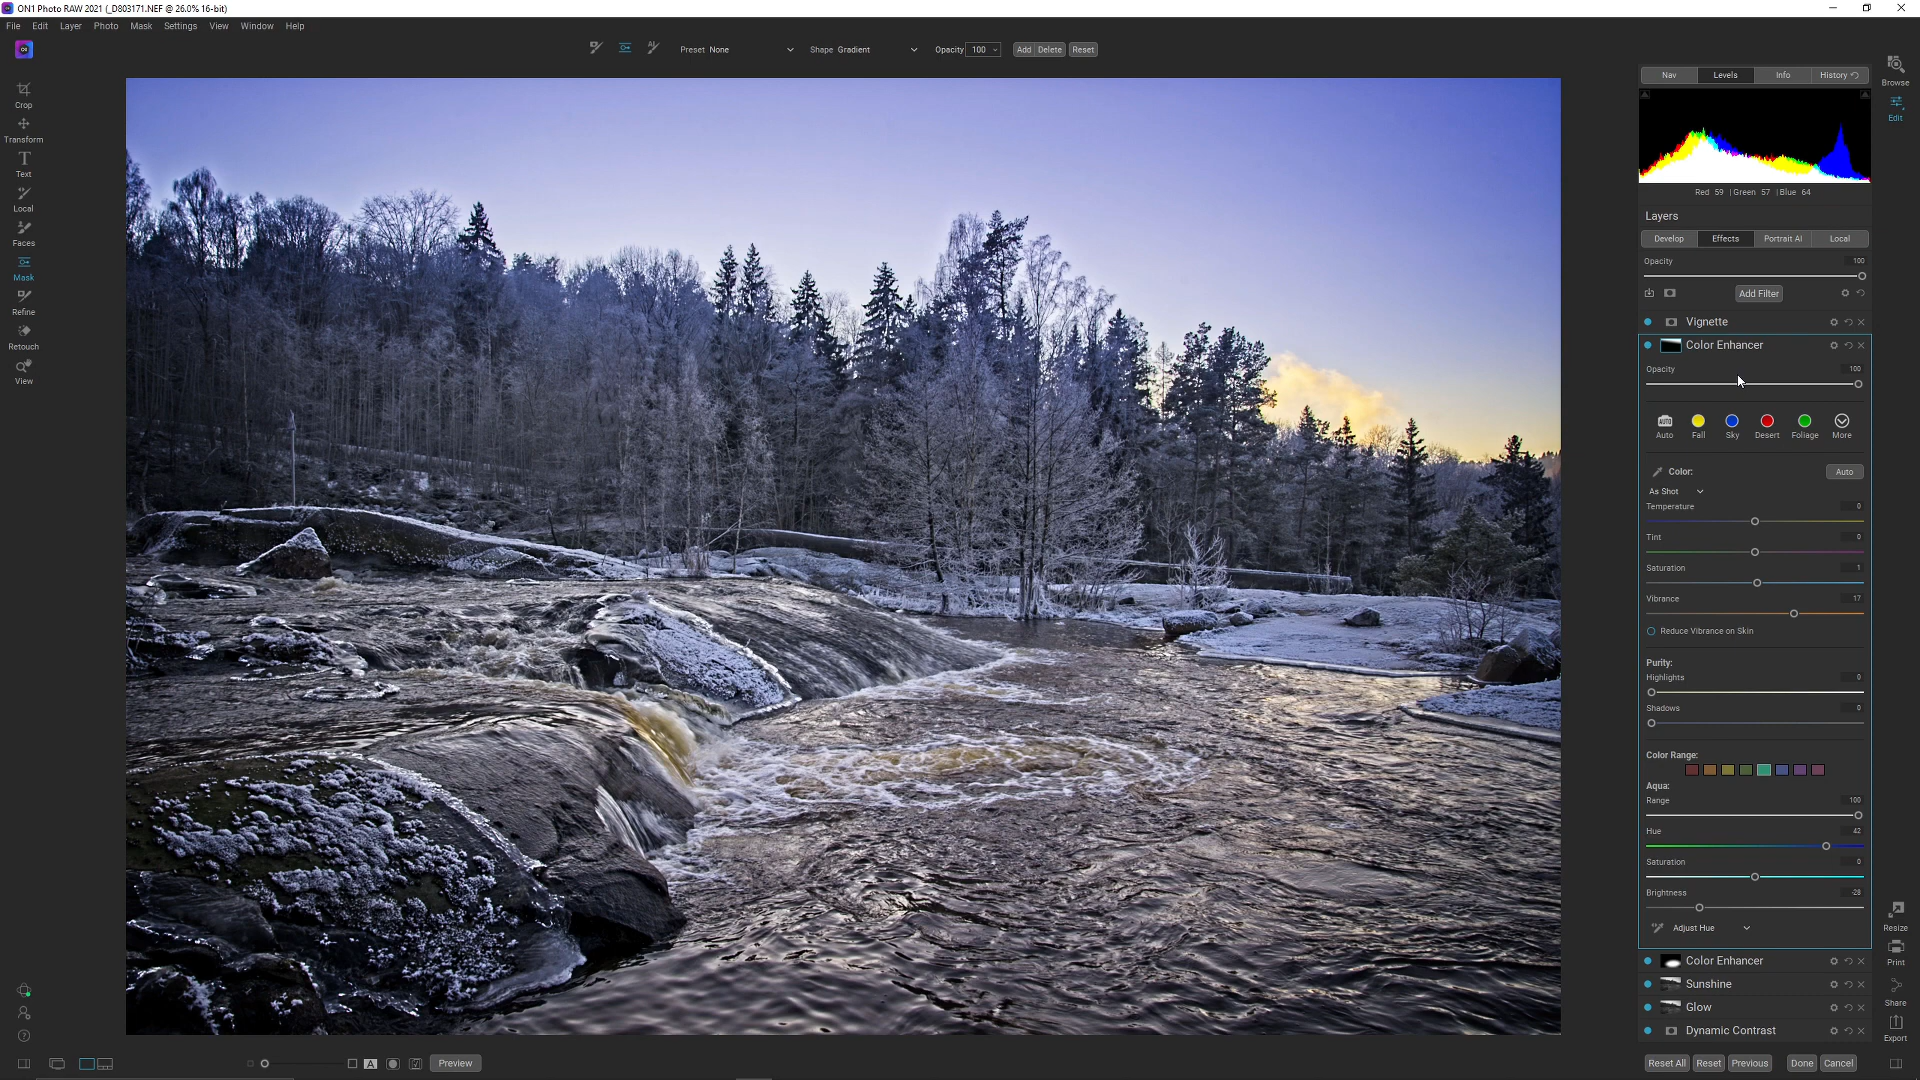 ON1 Photo RAW 2021 (_D803171.NEF @ 26.0% 16-bit)
File Edit Layer Photo Mask Settings View Window Help
Preset None Shape Gradient Opacity 100 Add Delete Reset
Crop
Transform
Text
Local
Faces
Mask
Refine
Retouch
View
Nav Levels Info History
Browse
Edit
Red 59 | Green 57 | Blue 64
Layers
Develop Effects Portrait AI Local
Opacity 100
Add Filter
Vignette
Color Enhancer
Opacity 100
AUTO
Auto Fall Sky Desert Foliage More
Color: Auto
As Shot
Temperature 0
Tint 0
Saturation 1
Vibrance 17
Reduce Vibrance on Skin
Purity:
Highlights 0
Shadows 0
Color Range:
Aqua:
Range 100
Hue 42
Saturation 0
Brightness -28
Adjust Hue
Color Enhancer
Sunshine
Glow
Dynamic Contrast
Resize
Print
Share
Export
A Preview
Reset All Reset Previous Done Cancel